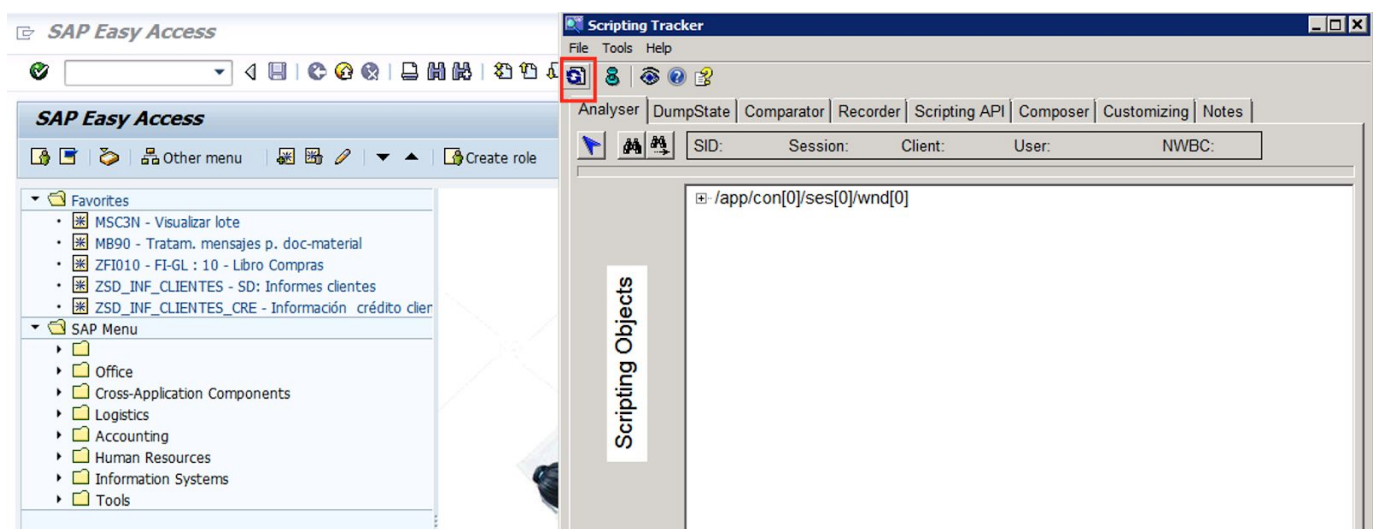 SAP Easy Access
SAP Easy Access
Other menu
Create role
Favorites
MSC3N - Visualizar lote
MB90 - Tratam. mensajes p. doc-material
ZFI010 - FI-GL : 10 - Libro Compras
ZSD_INF_CLIENTES - SD: Informes clientes
ZSD_INF_CLIENTES_CRE - Información crédito clier
SAP Menu
Office
Cross-Application Components
Logistics
Accounting
Human Resources
Information Systems
Tools
Scripting Tracker
File Tools Help
Analyser DumpState Comparator Recorder Scripting API Composer Customizing Notes
SID: Session: Client: User: NWBC:
/app/con[0]/ses[0]/wnd[0]
Scripting Objects